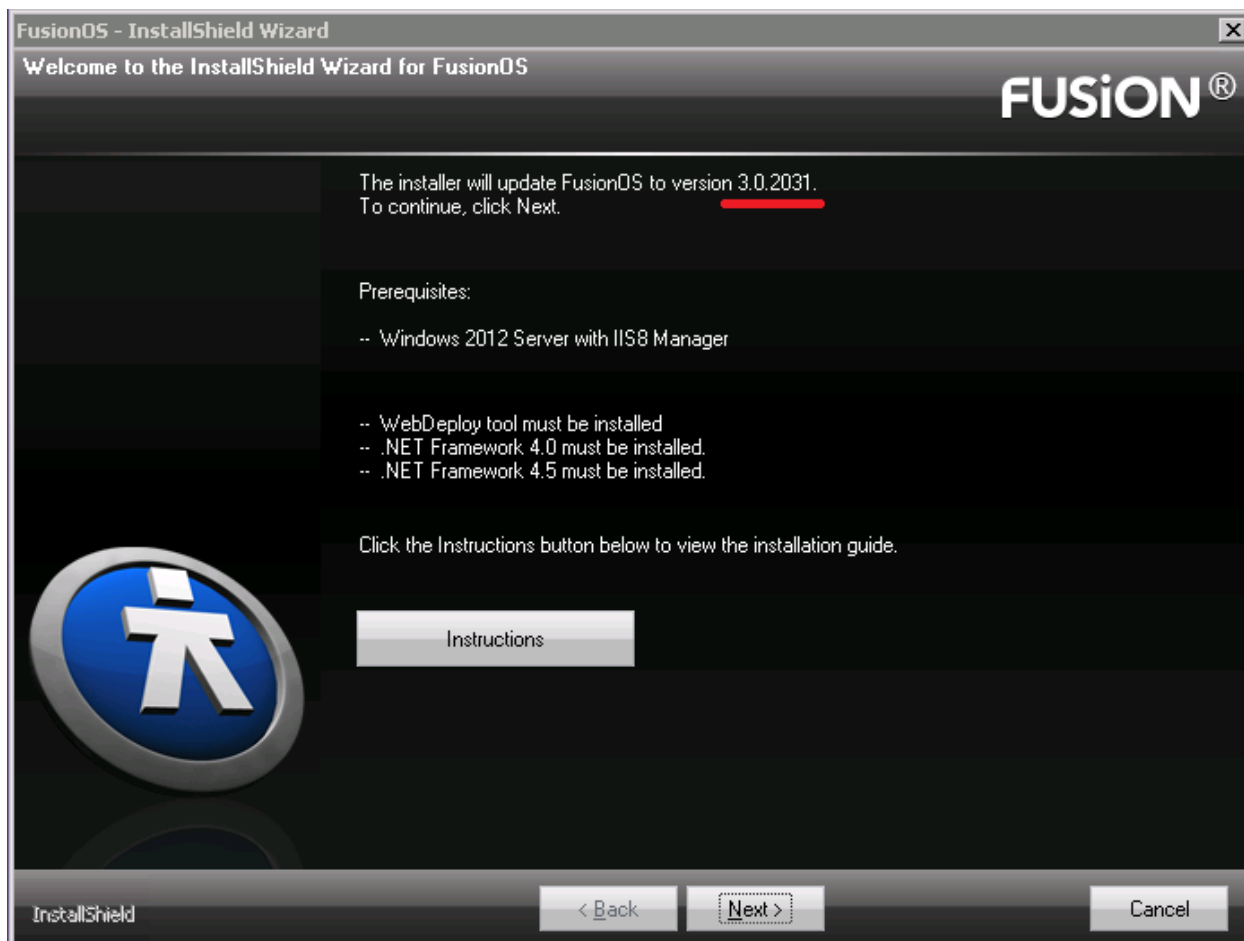 FusionOS - InstallShield Wizard
Welcome to the InstallShield Wizard for FusionOS
FUSiON®
The installer will update FusionOS to version 3.0.2031.
To continue, click Next.
Prerequisites:
-- Windows 2012 Server with IIS8 Manager
-- WebDeploy tool must be installed
-- .NET Framework 4.0 must be installed.
-- .NET Framework 4.5 must be installed.
Click the Instructions button below to view the installation guide.
Instructions
InstallShield
< Back
Next >
Cancel